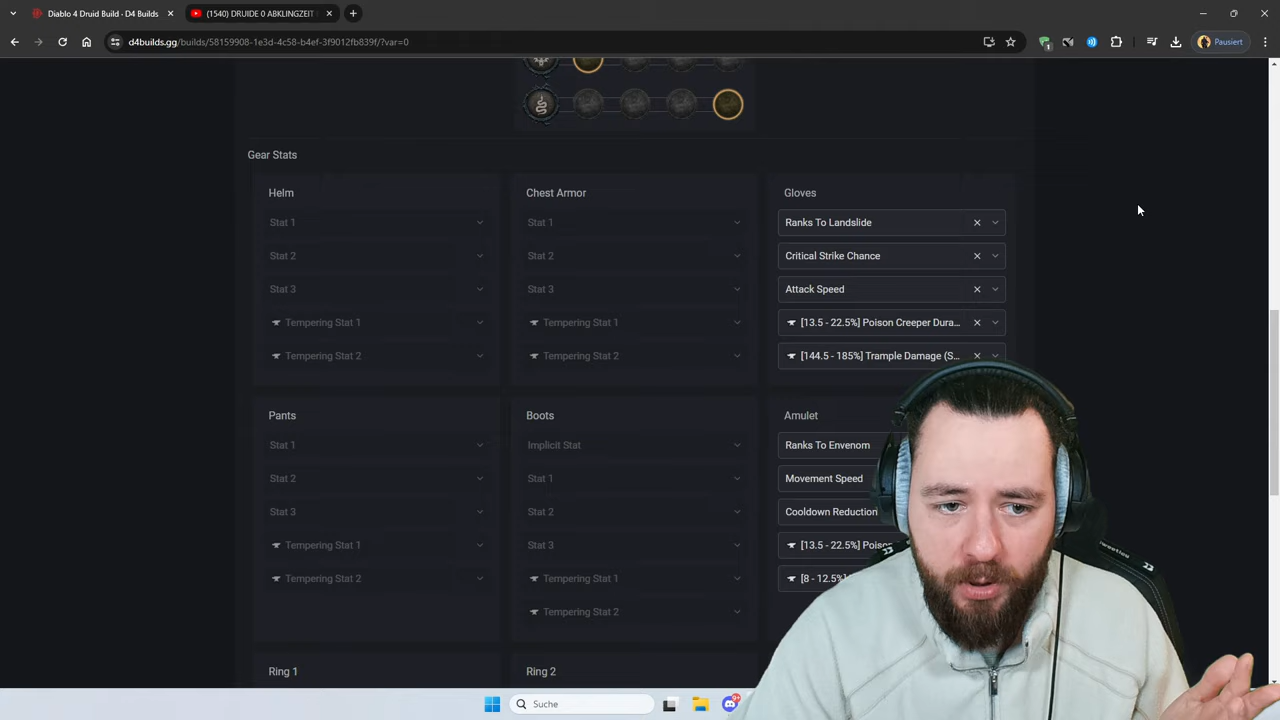 Diablo 4 Druid Build - D4 Builds
(1540) DRUIDE 0 ABKLINGZEIT
d4builds.gg/builds/58159908-1e3d-4c58-b4ef-3f9012fb839f/?var=0
1
Pausiert
Gear Stats
Helm
Stat 1
Stat 2
Stat 3
Tempering Stat 1
Tempering Stat 2
Chest Armor
Stat 1
Stat 2
Stat 3
Tempering Stat 1
Tempering Stat 2
Gloves
Ranks To Landslide
Critical Strike Chance
Attack Speed
[13.5 - 22.5%] Poison Creeper Dura...
[144.5 - 185%] Trample Damage (S...
Pants
Stat 1
Stat 2
Stat 3
Tempering Stat 1
Tempering Stat 2
Boots
Implicit Stat
Stat 1
Stat 2
Stat 3
Tempering Stat 1
Tempering Stat 2
Amulet
Ranks To Envenom
Movement Speed
Cooldown Reduction
[13.5 - 22.5%]
[8 - 12.5%]
Ring 1
Ring 2
Suche
9+